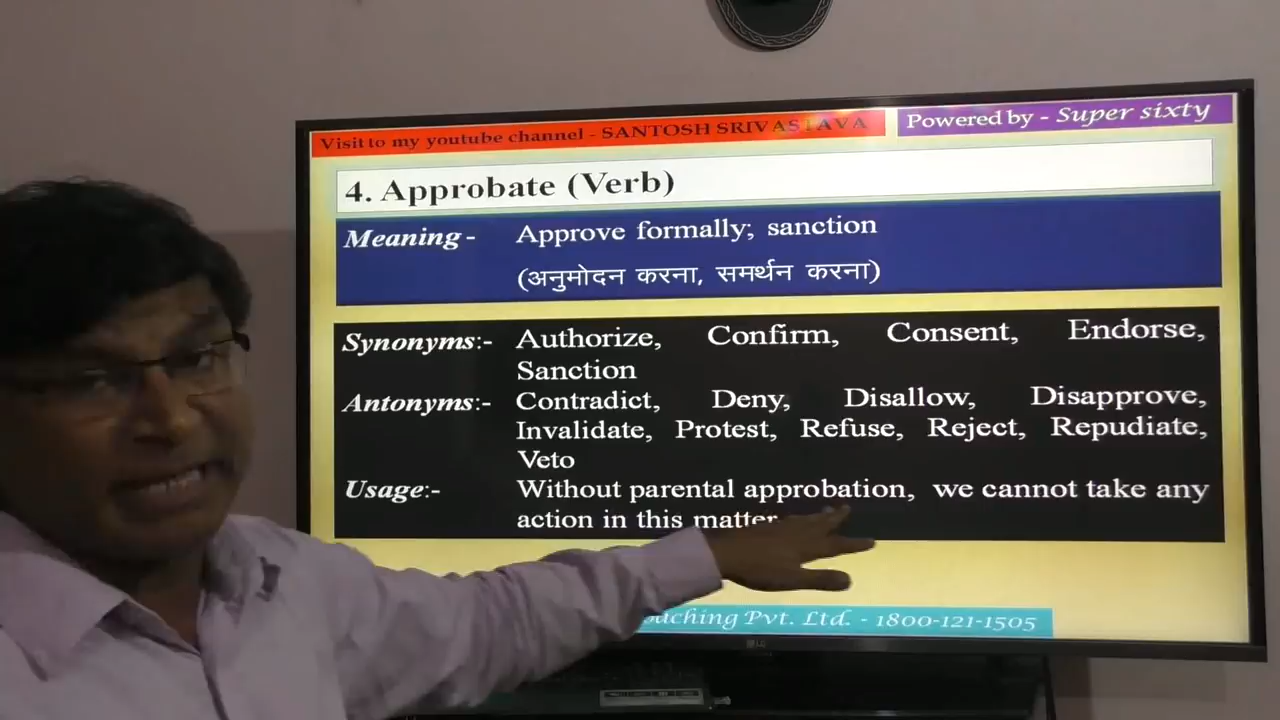 Visit to my youtube channel - SANTOSH SRIVASTAVA
Powered by - Super sixty
4. Approbate (Verb)
Meaning - Approve formally; sanction
(अनुमोदन करना, समर्थन करना)
Synonyms:- Authorize, Confirm, Consent, Endorse,
Sanction
Antonyms:- Contradict, Deny, Disallow, Disapprove,
Invalidate, Protest, Refuse, Reject, Repudiate,
Veto
Usage:- Without parental approbation, we cannot take any
action in this matter
Pvt. Ltd. - 1800-121-1505
LG